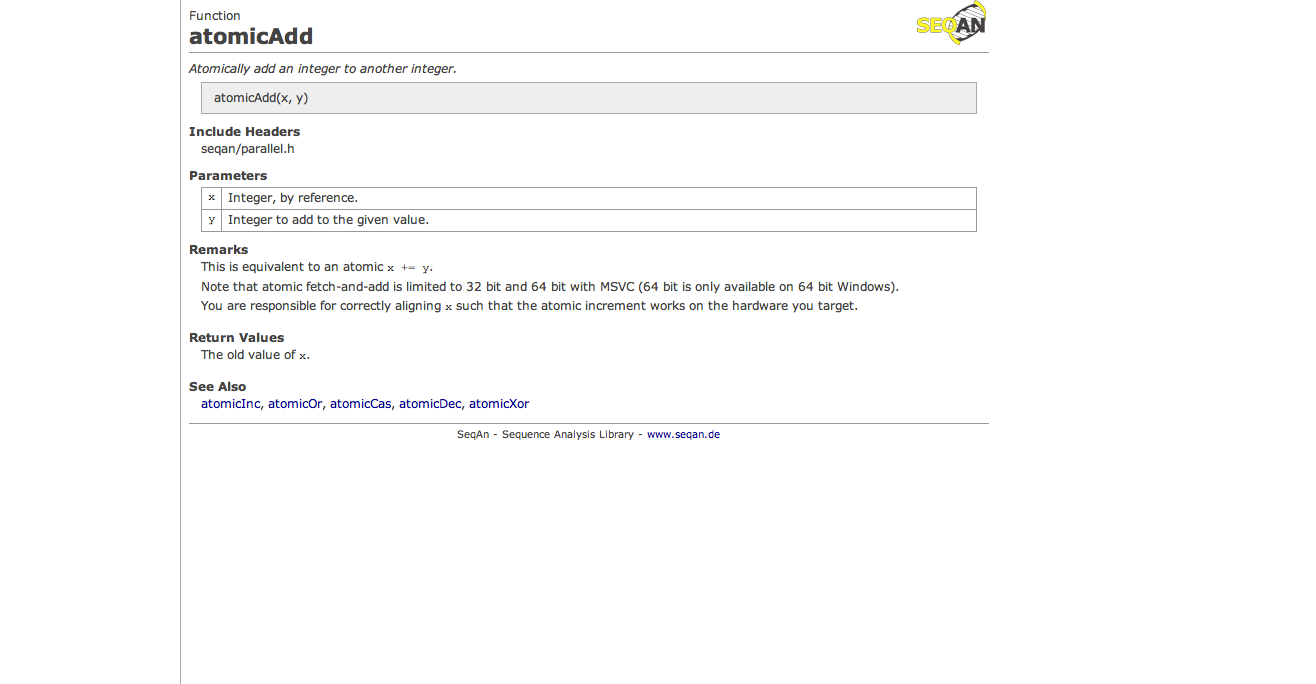 Function
atomicAdd
SEQAN
Atomically add an integer to another integer.
atomicAdd(x, y)
Include Headers
seqan/parallel.h
Parameters
x Integer, by reference.
y Integer to add to the given value.
Remarks
This is equivalent to an atomic x += y.
Note that atomic fetch-and-add is limited to 32 bit and 64 bit with MSVC (64 bit is only available on 64 bit Windows).
You are responsible for correctly aligning x such that the atomic increment works on the hardware you target.
Return Values
The old value of x.
See Also
atomicInc, atomicOr, atomicCas, atomicDec, atomicXor
SeqAn - Sequence Analysis Library - www.seqan.de